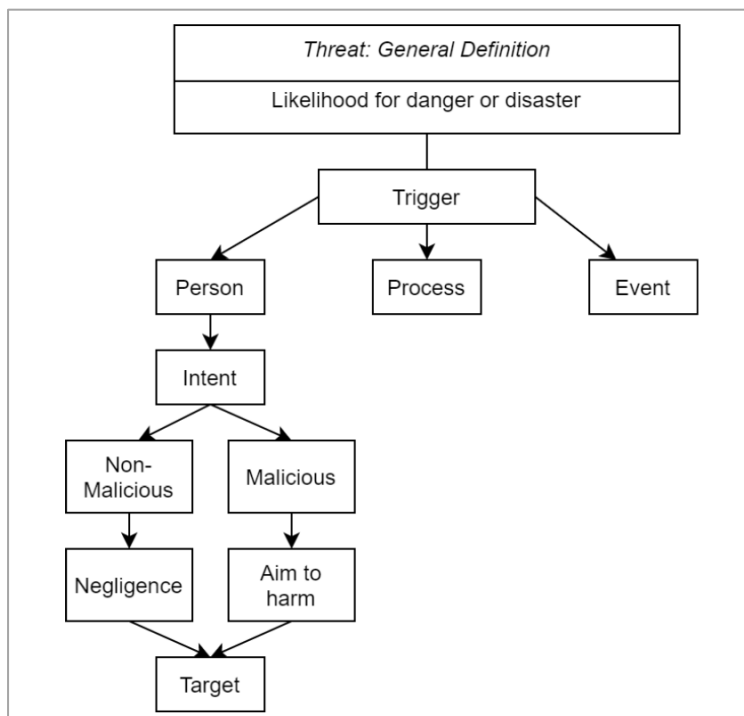 Threat: General Definition
Likelihood for danger or disaster
Trigger
Person
Process
Event
Intent
Non-
Malicious
Malicious
Negligence
Aim to
harm
Target